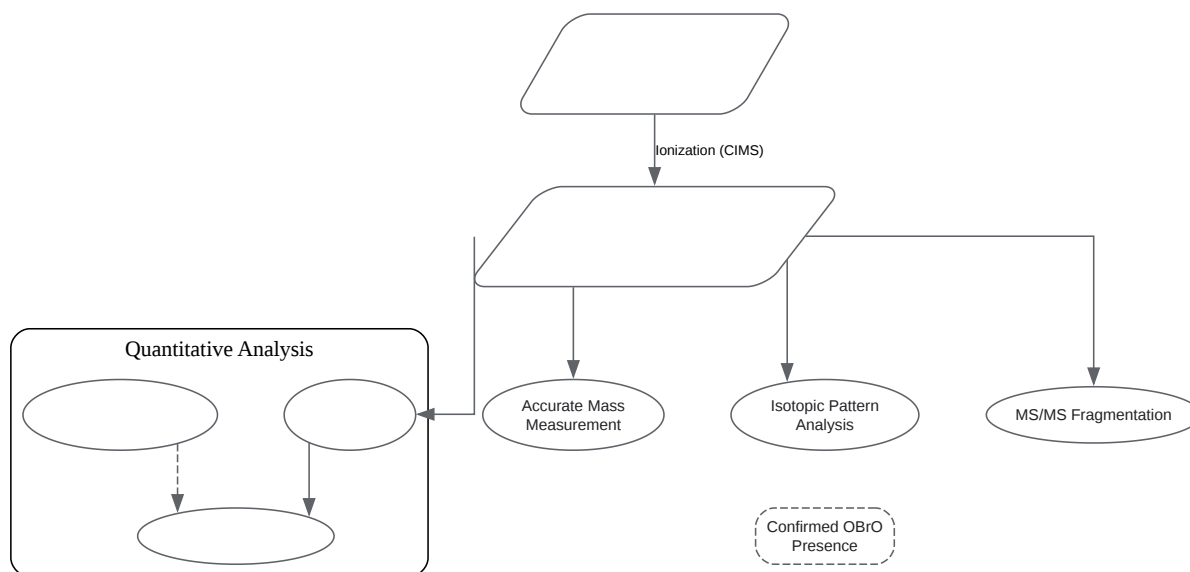 Ionization (CIMS)
Quantitative Analysis
Accurate Mass
Measurement
Isotopic Pattern
Analysis
MS/MS Fragmentation
Confirmed OBrO
Presence